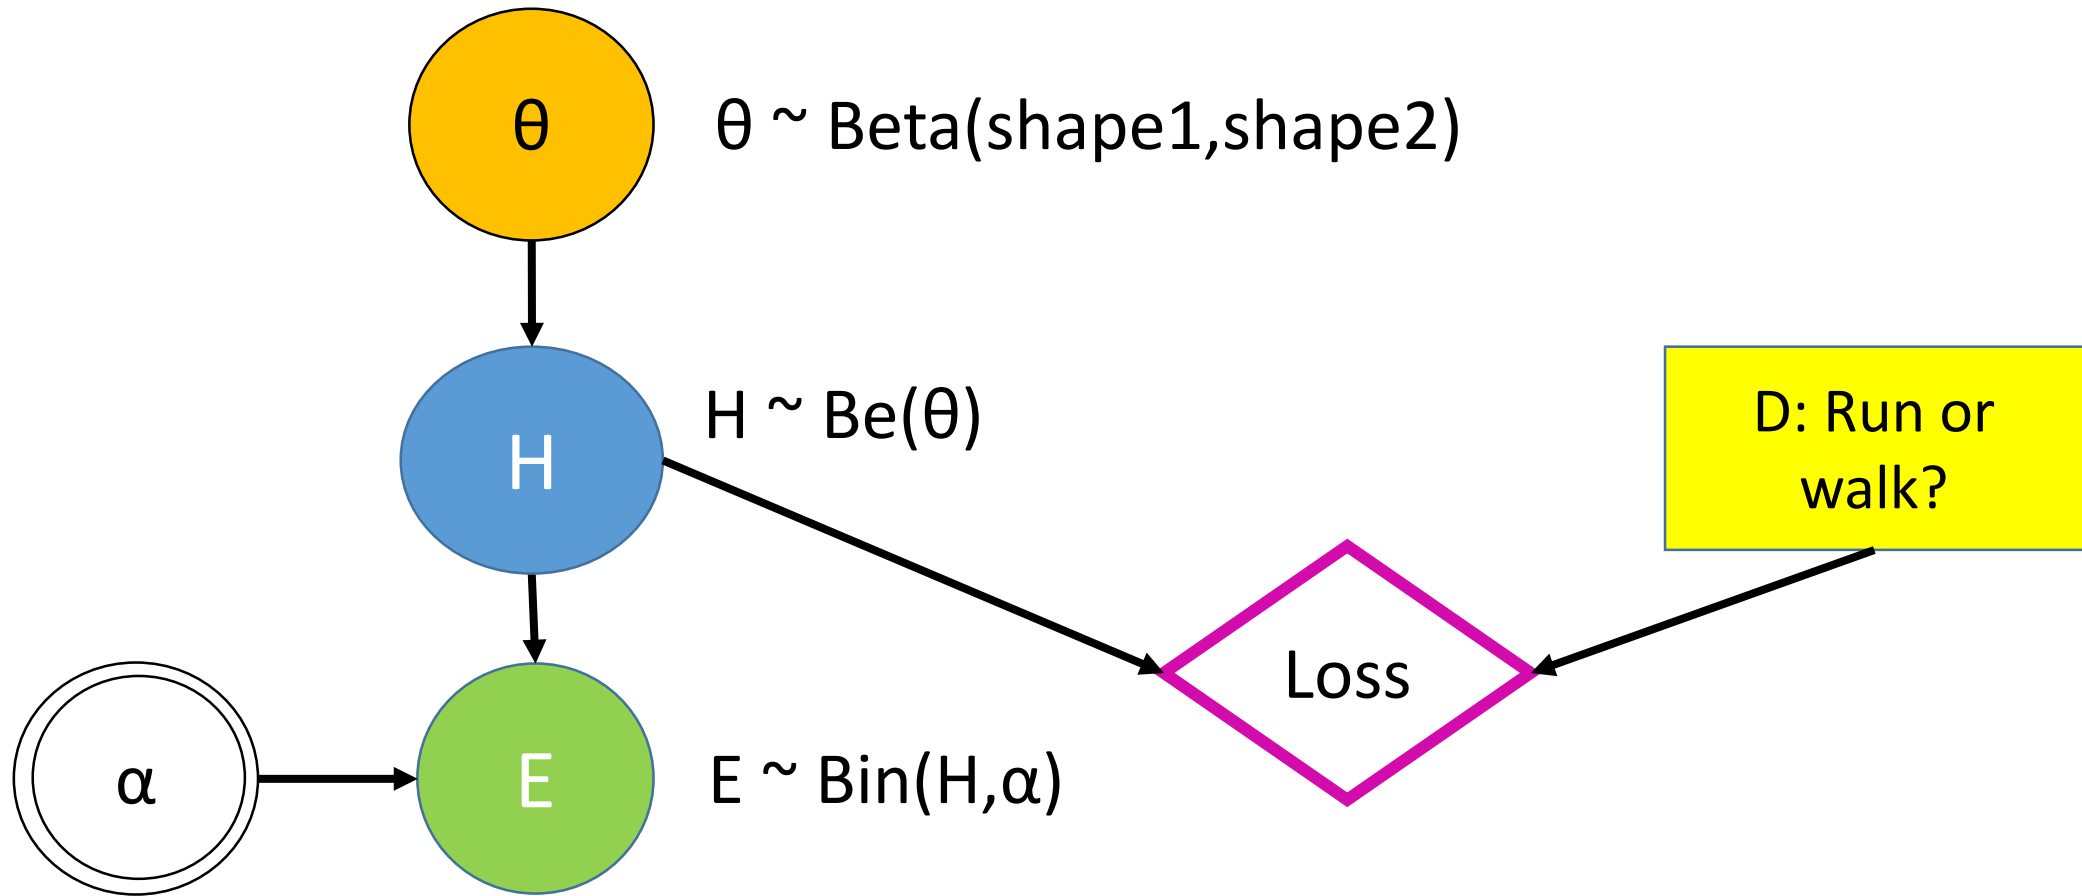 θ
θ ~ Beta(shape1,shape2)
H
H ~ Be(θ)
D: Run or
walk?
Loss
α
E
E ~ Bin(H,α)